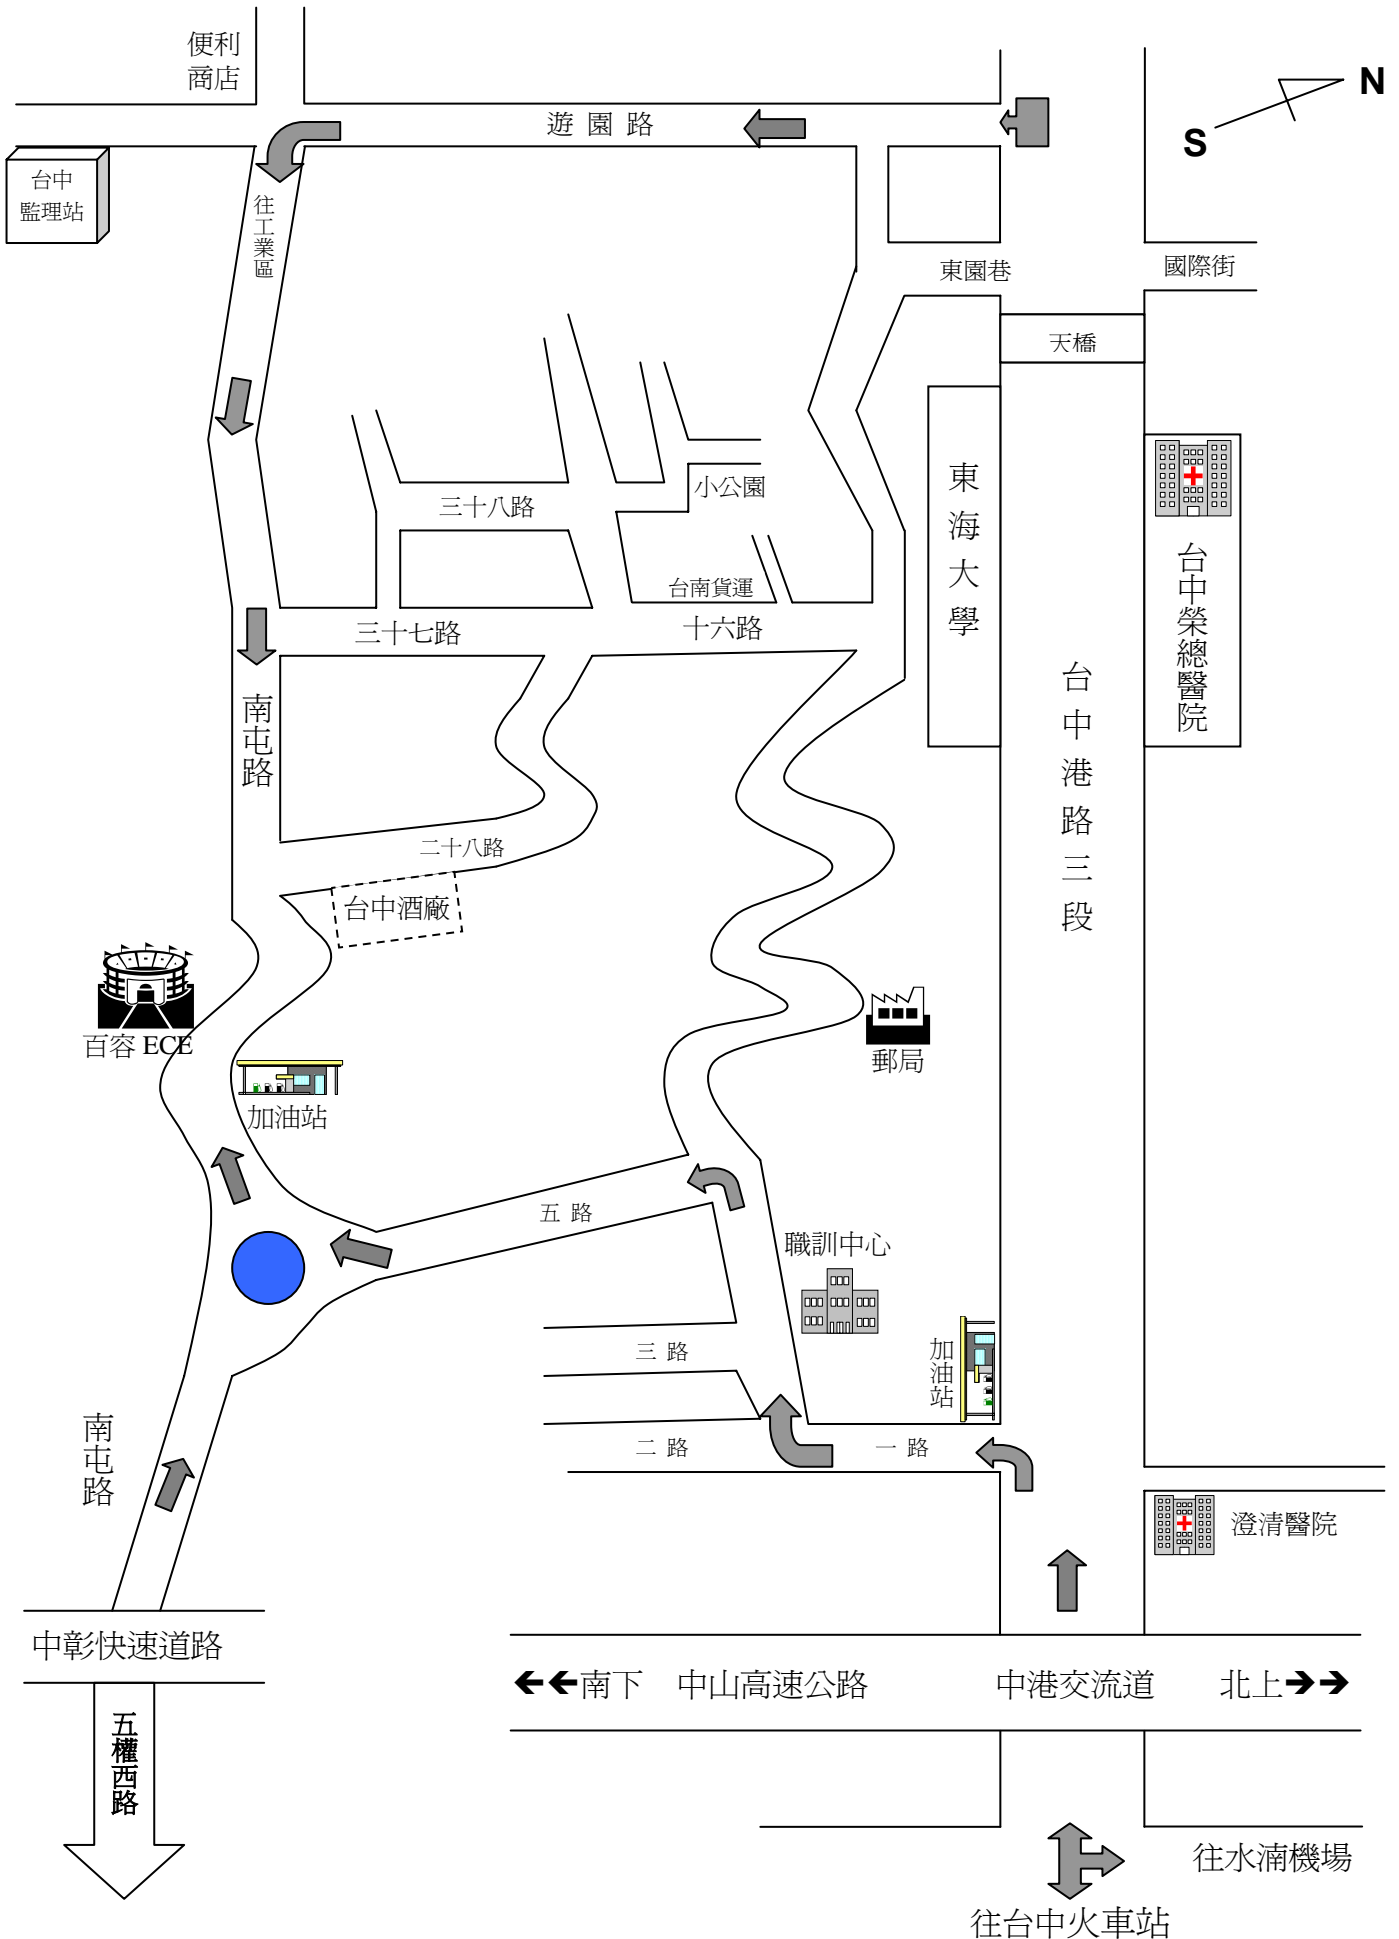 便利
商店
N
S
遊園路
台中
監理站
往工業區
東園巷
國際街
天橋
小公園
三十八路
東海大學
台中榮總醫院
台南貨運
三十七路
十六路
南屯路
台中港路三段
二十八路
台中酒廠
百容 ECE
郵局
加油站
五路
職訓中心
三路
加油站
二路
一路
南屯路
澄清醫院
中彰快速道路
南下
中山高速公路
中港交流道
北上
五權西路
往水湳機場
往台中火車站